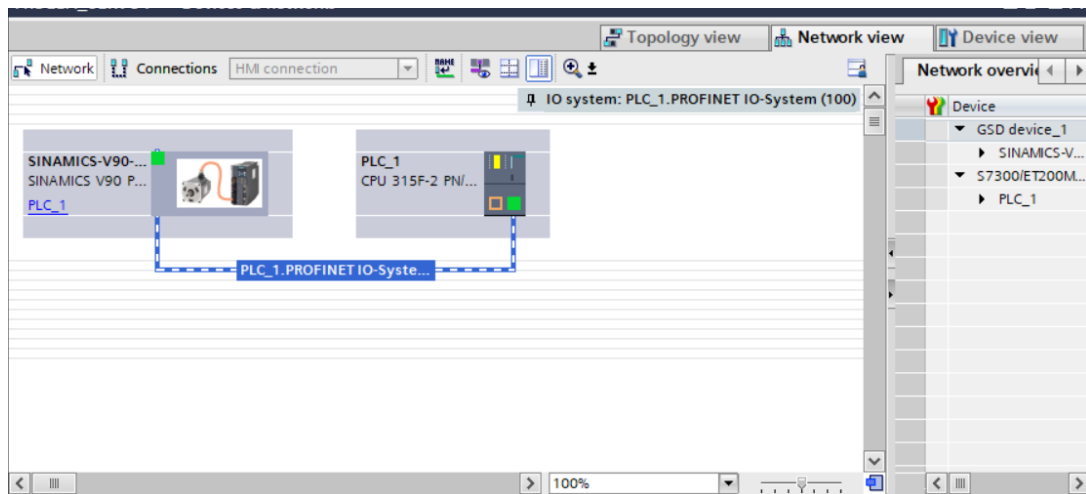 Topology view
Network view
Device view
Network
Connections
HMI connection
Network overvie
IO system: PLC_1.PROFINET IO-System (100)
Device
GSD device_1
SINAMICS-V...
S7300/ET200M...
PLC_1
SINAMICS-V90-...
SINAMICS V90 P...
PLC_1
PLC_1
CPU 315F-2 PN/...
PLC_1.PROFINET IO-Syste...
100%